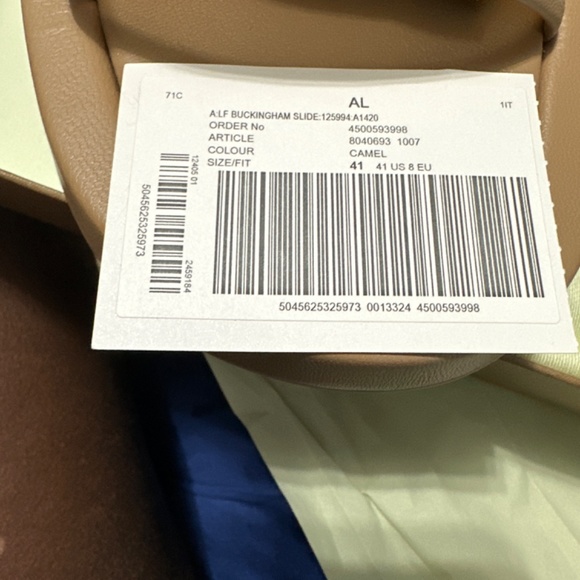 71C
AL
1IT
A:LF BUCKINGHAM SLIDE:125994:A1420
ORDER No 4500593998
ARTICLE 8040693 1007
COLOUR CAMEL
SIZE/FIT 41 41 US 8 EU
12405 01
5045625325973
2459184
5045625325973 0013324 4500593998